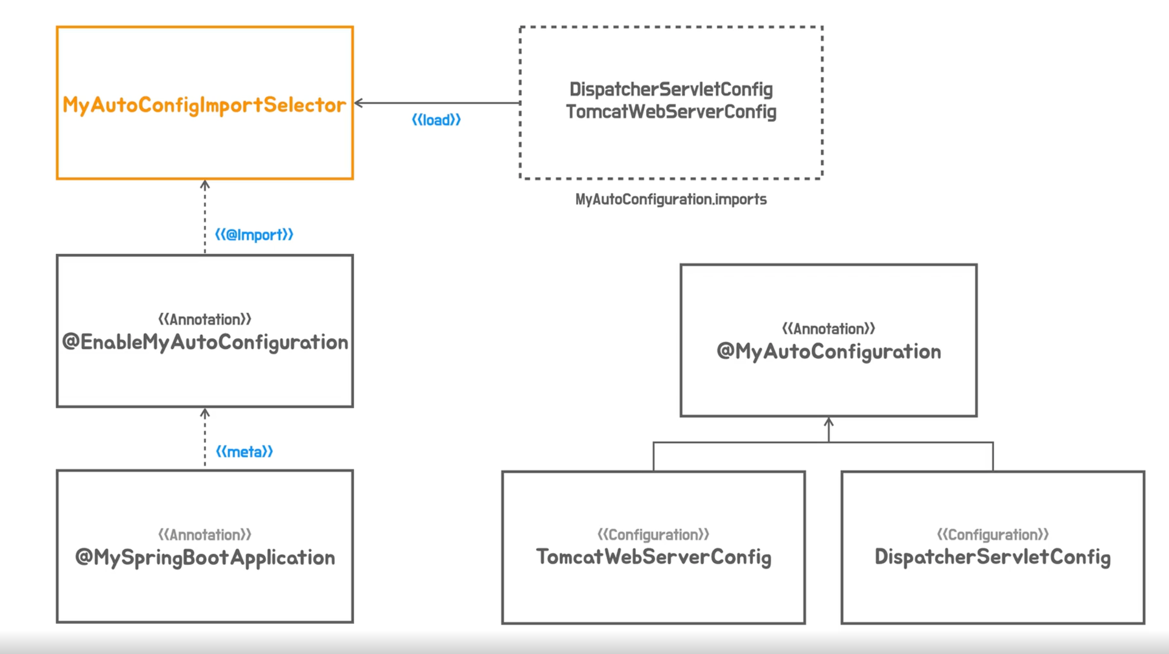 MyAutoConfigImportSelector
<<load>>
DispatcherServletConfig
TomcatWebServerConfig
MyAutoConfiguration.imports
<<@Import>>
<<Annotation>>
@EnableMyAutoConfiguration
<<Annotation>>
@MyAutoConfiguration
<<meta>>
<<Annotation>>
@MySpringBootApplication
<<Configuration>>
TomcatWebServerConfig
<<Configuration>>
DispatcherServletConfig